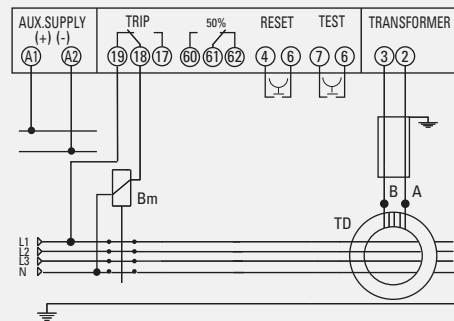 AUX.SUPPLY TRIP 50% RESET TEST TRANSFORMER
(+) (-)
A1 A2 19 18 17 60 61 62 4 6 7 6 3 2
B A
Bm
TD
L1
L2
L3
N